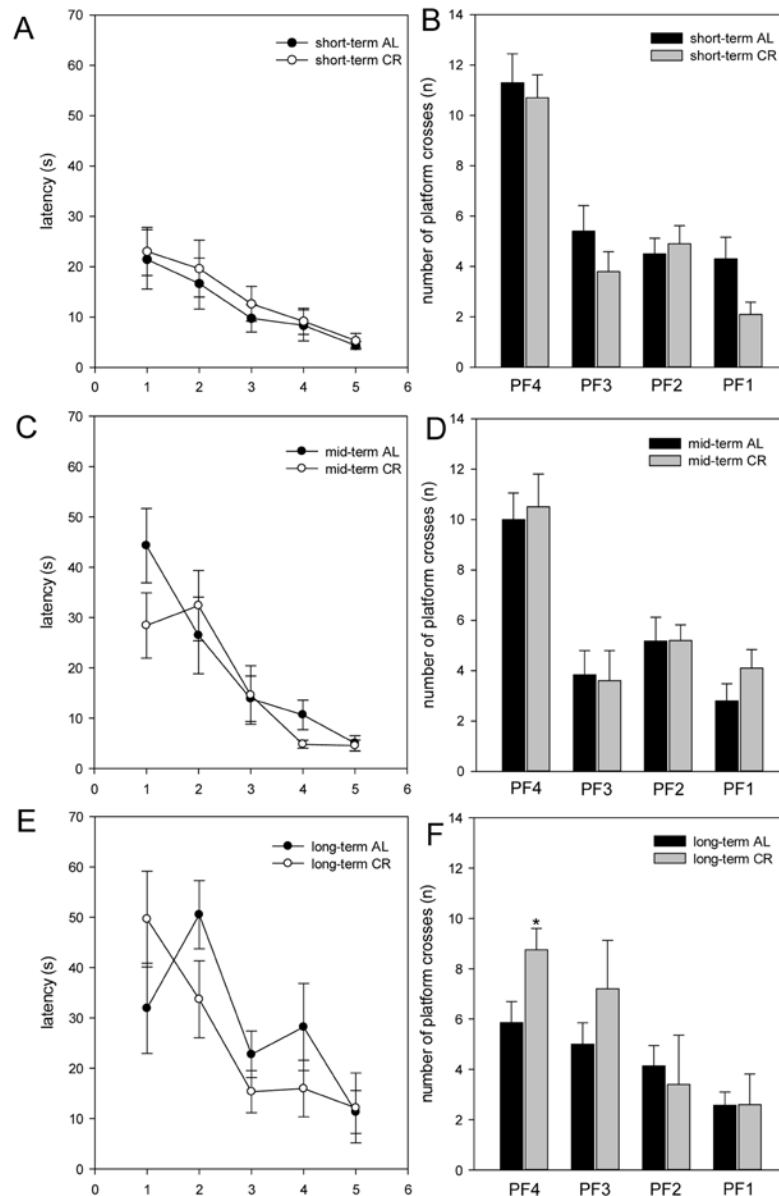 A
70
60
50
40
30
20
10
0
latency (s)
short-term AL
short-term CR
0 1 2 3 4 5 6
B
14
12
10
8
6
4
2
0
number of platform crosses (n)
short-term AL
short-term CR
PF4 PF3 PF2 PF1
C
70
60
50
40
30
20
10
0
latency (s)
mid-term AL
mid-term CR
0 1 2 3 4 5 6
D
14
12
10
8
6
4
2
0
number of platform crosses (n)
mid-term AL
mid-term CR
PF4 PF3 PF2 PF1
E
70
60
50
40
30
20
10
0
latency (s)
long-term AL
long-term CR
0 1 2 3 4 5 6
F
14
12
10
8
6
4
2
0
number of platform crosses (n)
long-term AL
long-term CR
*
PF4 PF3 PF2 PF1